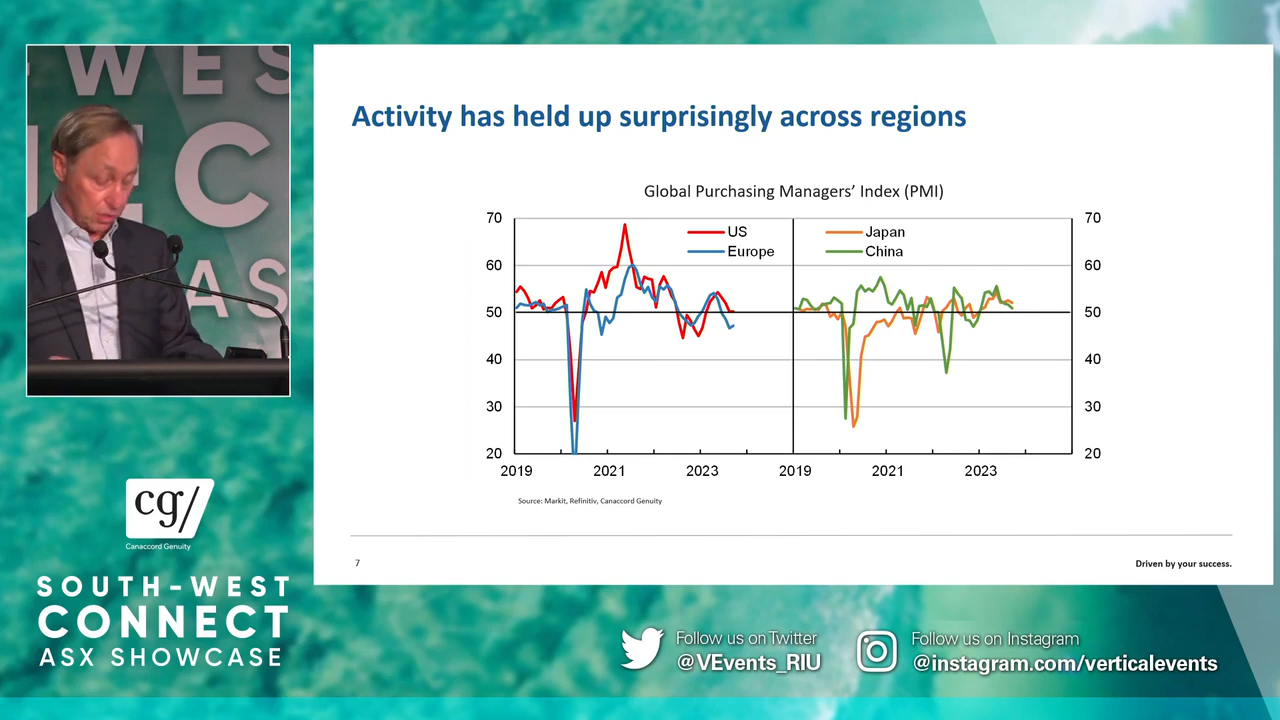 - WES
NEC
AS
cg/
Canaccord Genuity
SOUTH-WEST
CONNECT
ASX SHOWCASE
Activity has held up surprisingly across regions
Global Purchasing Managers’ Index (PMI)
70
60
50
40
30
20
US
Europe
Japan
China
70
60
50
40
30
20
2019
2021
2023
2019
2021
2023
Source: Markit, Refinitiv, Canaccord Genuity
7
Driven by your success.
Follow us on Twitter
@VEvents_RIU
Follow us on Instagram
@instagram.com/verticalevents